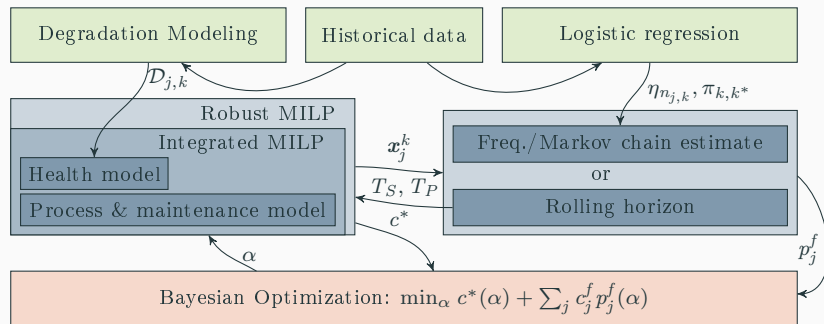 Degradation Modeling
Historical data
Logistic regression
𝒟_{j,k}
η_{n_{j,k}}, π_{k,k*}
Robust MILP
Integrated MILP
Health model
Process & maintenance model
x_j^k
T_S, T_P
c*
Freq./Markov chain estimate
or
Rolling horizon
p_j^f
α
Bayesian Optimization: min_α c*(α) + ∑_j c_j^f p_j^f(α)